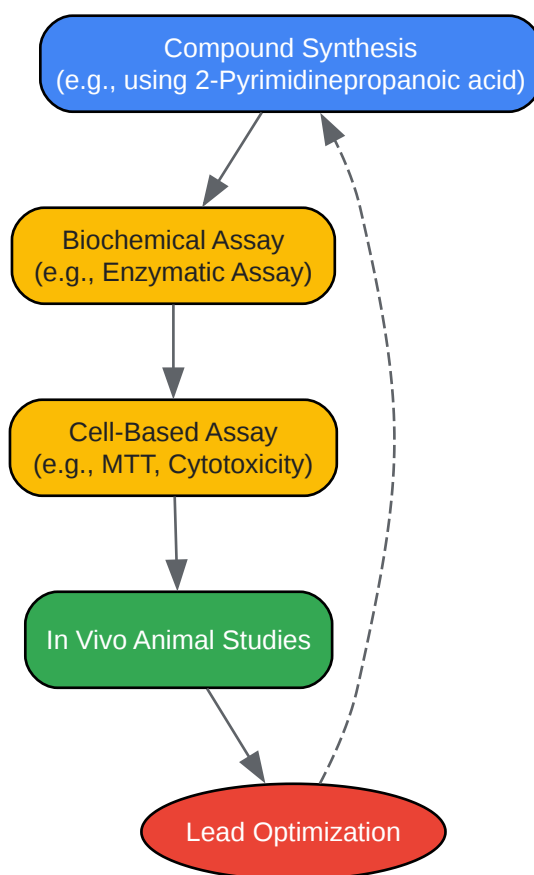 Compound Synthesis
(e.g., using 2-Pyrimidinepropanoic acid)
Biochemical Assay
(e.g., Enzymatic Assay)
Cell-Based Assay
(e.g., MTT, Cytotoxicity)
In Vivo Animal Studies
Lead Optimization